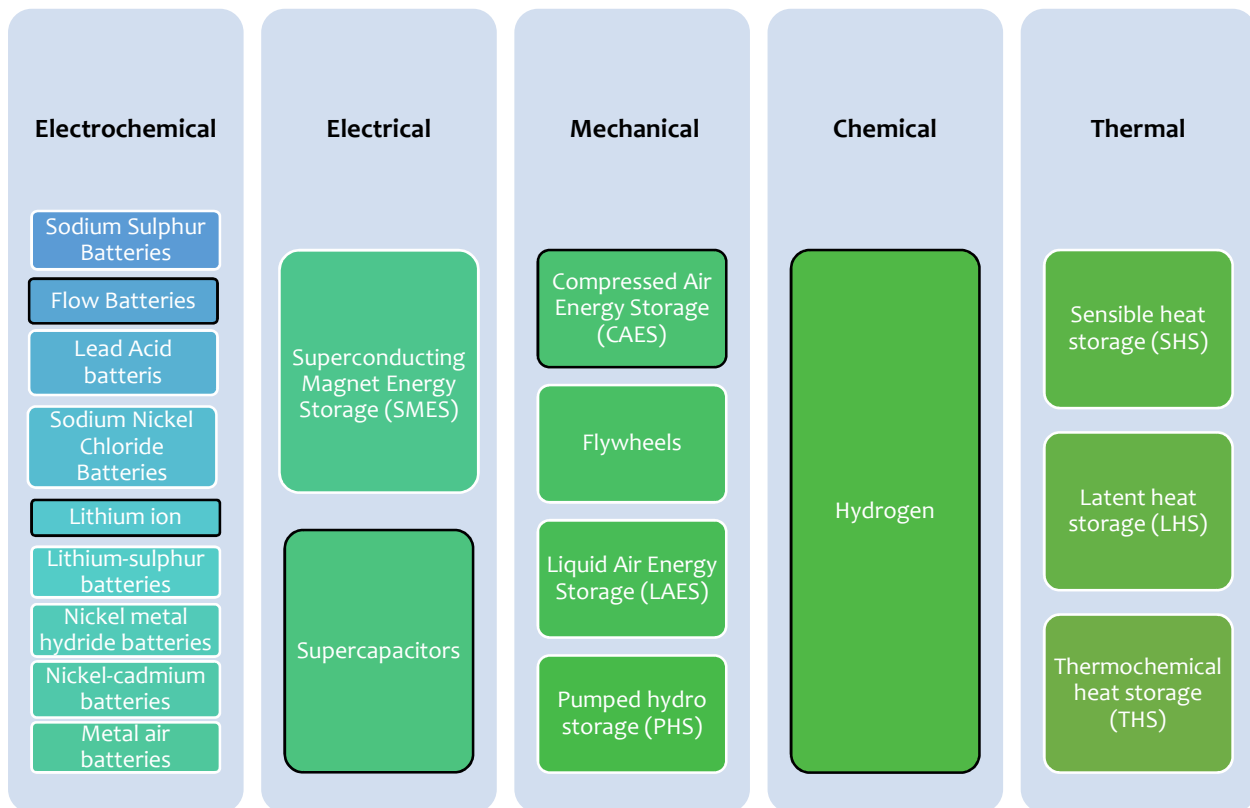 Electrochemical
Sodium Sulphur
Batteries
Flow Batteries
Lead Acid
batteris
Sodium Nickel
Chloride
Batteries
Lithium ion
Lithium-sulphur
batteries
Nickel metal
hydride batteries
Nickel-cadmium
batteries
Metal air
batteries
Electrical
Superconducting
Magnet Energy
Storage (SMES)
Supercapacitors
Mechanical
Compressed Air
Energy Storage
(CAES)
Flywheels
Liquid Air Energy
Storage (LAES)
Pumped hydro
storage (PHS)
Chemical
Hydrogen
Thermal
Sensible heat
storage (SHS)
Latent heat
storage (LHS)
Thermochemical
heat storage
(THS)